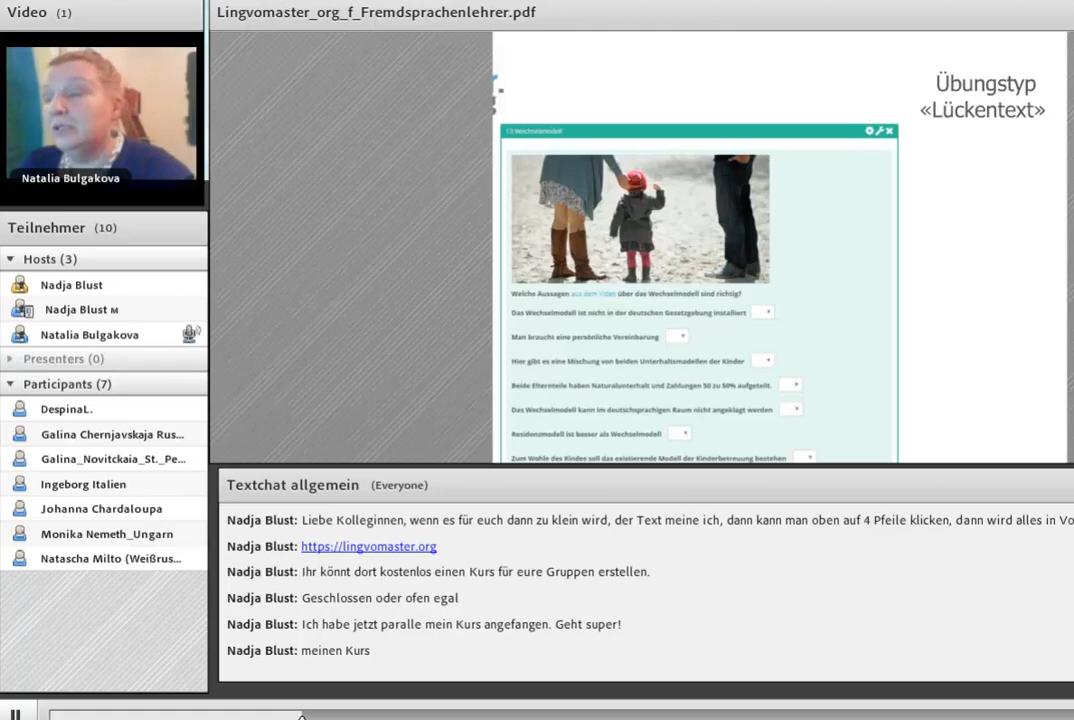 Video (1)
Natalia Bulgakova
Teilnehmer (10)
Hosts (3)
Nadja Blust
Nadja Blust м
Natalia Bulgakova
Presenters (0)
Participants (7)
DespinaL.
Galina Chernjavskaja Rus...
Galina_Novitckaia_St._Pe...
Ingeborg Italien
Johanna Chardaloupa
Monika Nemeth_Ungarn
Natascha Milto (Weißrus...
Lingvomaster_org_f_Fremdsprachenlehrer.pdf
Übungstyp
«Lückentext»
13 Wechselmodell
Welche Aussagen aus dem Video über das Wechselmodell sind richtig?
Das Wechselmodell ist nicht in der deutschen Gesetzgebung installiert
Man braucht eine persönliche Vereinbarung
Hier gibt es eine Mischung von beiden Unterhaltsmodellen der Kinder
Beide Elternteile haben Naturalunterhalt und Zahlungen 50 zu 50% aufgeteilt.
Das Wechselmodell kann im deutschsprachigen Raum nicht angeklagt werden
Residenzmodell ist besser als Wechselmodell
Zum Wohle des Kindes soll das existierende Modell der Kinderbetreuung bestehen
Textchat allgemein (Everyone)
Nadja Blust: Liebe Kolleginnen, wenn es für euch dann zu klein wird, der Text meine ich, dann kann man oben auf 4 Pfeile klicken, dann wird alles in Vo
Nadja Blust: https://lingvomaster.org
Nadja Blust: Ihr könnt dort kostenlos einen Kurs für eure Gruppen erstellen.
Nadja Blust: Geschlossen oder ofen egal
Nadja Blust: Ich habe jetzt paralle mein Kurs angefangen. Geht super!
Nadja Blust: meinen Kurs